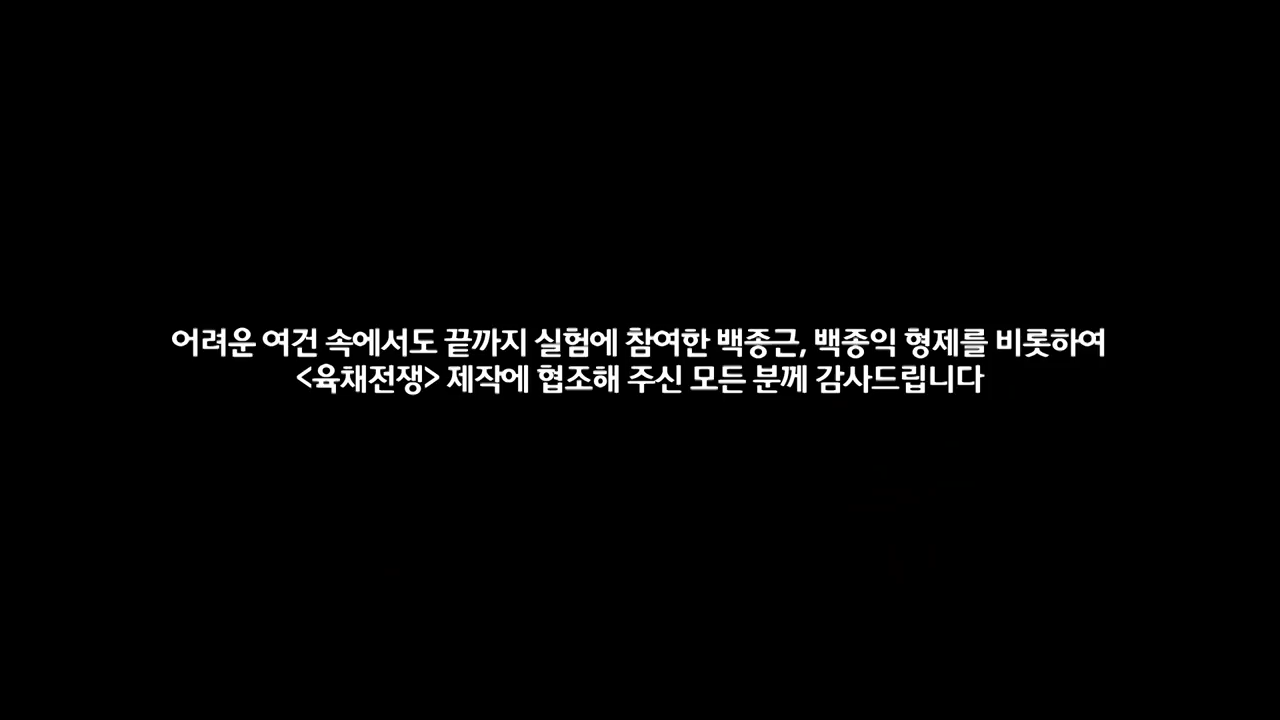 어려운 여건 속에서도 끝까지 실험에 참여한 백종근, 백종익 형제를 비롯하여
<육채전쟁> 제작에 협조해 주신 모든 분께 감사드립니다